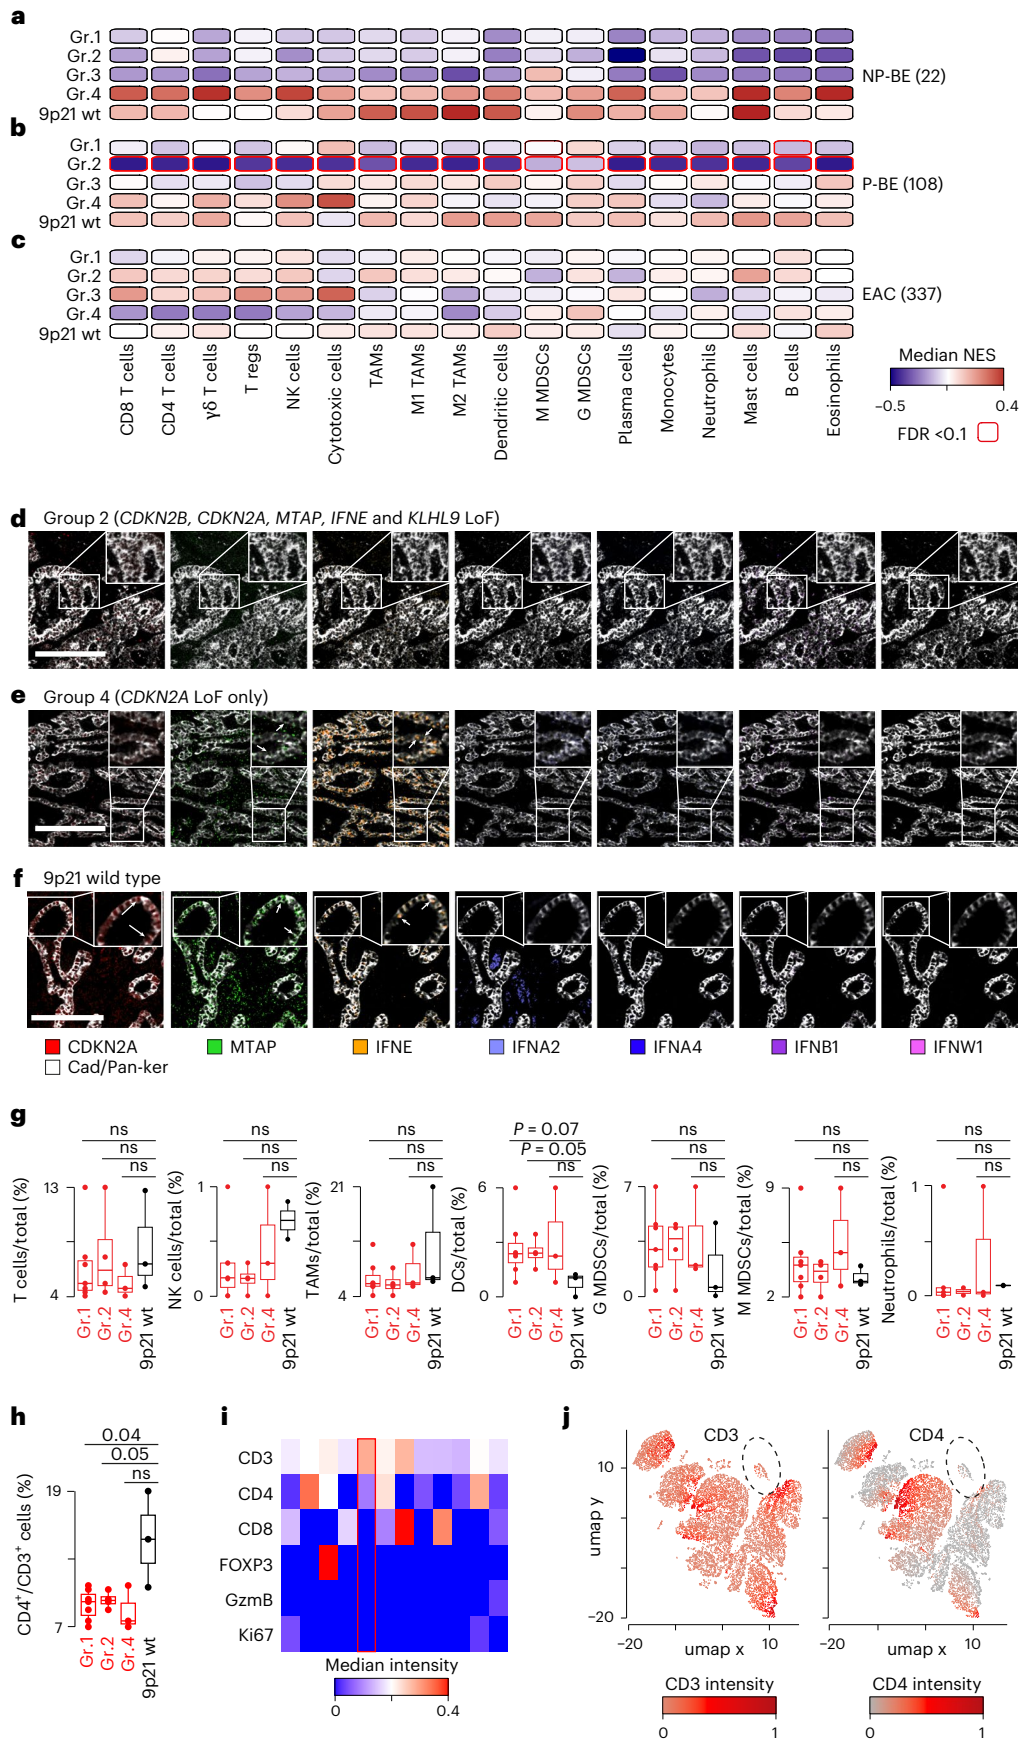 a
Gr.1
Gr.2
Gr.3
Gr.4
9p21 wt
NP-BE (22)
b
Gr.1
Gr.2
Gr.3
Gr.4
9p21 wt
P-BE (108)
c
Gr.1
Gr.2
Gr.3
Gr.4
9p21 wt
EAC (337)
CD8 T cells
CD4 T cells
γδ T cells
T regs
NK cells
Cytotoxic cells
TAMs
M1 TAMs
M2 TAMs
Dendritic cells
M MDSCs
G MDSCs
Plasma cells
Monocytes
Neutrophils
Mast cells
B cells
Eosinophils
Median NES
−0.5 0.4
FDR <0.1
d Group 2 (CDKN2B, CDKN2A, MTAP, IFNE and KLHL9 LoF)
e Group 4 (CDKN2A LoF only)
f 9p21 wild type
CDKN2A MTAP IFNE IFNA2 IFNA4 IFNB1 IFNW1
Cad/Pan-ker
g
ns
ns
ns
T cells/total (%)
13
4
Gr.1
Gr.2
Gr.4
9p21 wt
ns
ns
ns
NK cells/total (%)
1
0
Gr.1
Gr.2
Gr.4
9p21 wt
ns
ns
ns
TAMs/total (%)
21
4
Gr.1
Gr.2
Gr.4
9p21 wt
P = 0.07
P = 0.05
ns
DCs/total (%)
6
0
Gr.1
Gr.2
Gr.4
9p21 wt
ns
ns
ns
G MDSCs/total (%)
7
0
Gr.1
Gr.2
Gr.4
9p21 wt
ns
ns
ns
M MDSCs/total (%)
9
2
Gr.1
Gr.2
Gr.4
9p21 wt
ns
ns
ns
Neutrophils/total (%)
1
0
Gr.1
Gr.2
Gr.4
9p21 wt
h
0.04
0.05
ns
CD4⁺/CD3⁺ cells (%)
19
7
Gr.1
Gr.2
Gr.4
9p21 wt
i
CD3
CD4
CD8
FOXP3
GzmB
Ki67
Median intensity
0 0.4
j
CD3
CD4
umap y
10
−20
−20 10
umap x
−20 10
umap x
CD3 intensity
0 1
CD4 intensity
0 1